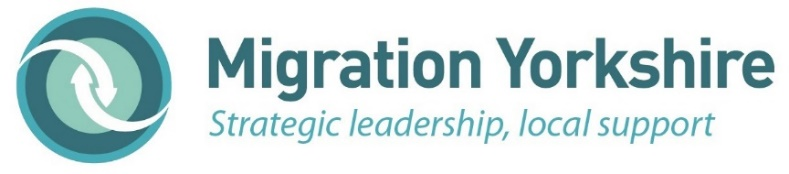 Migration Yorkshire
Strategic leadership, local support